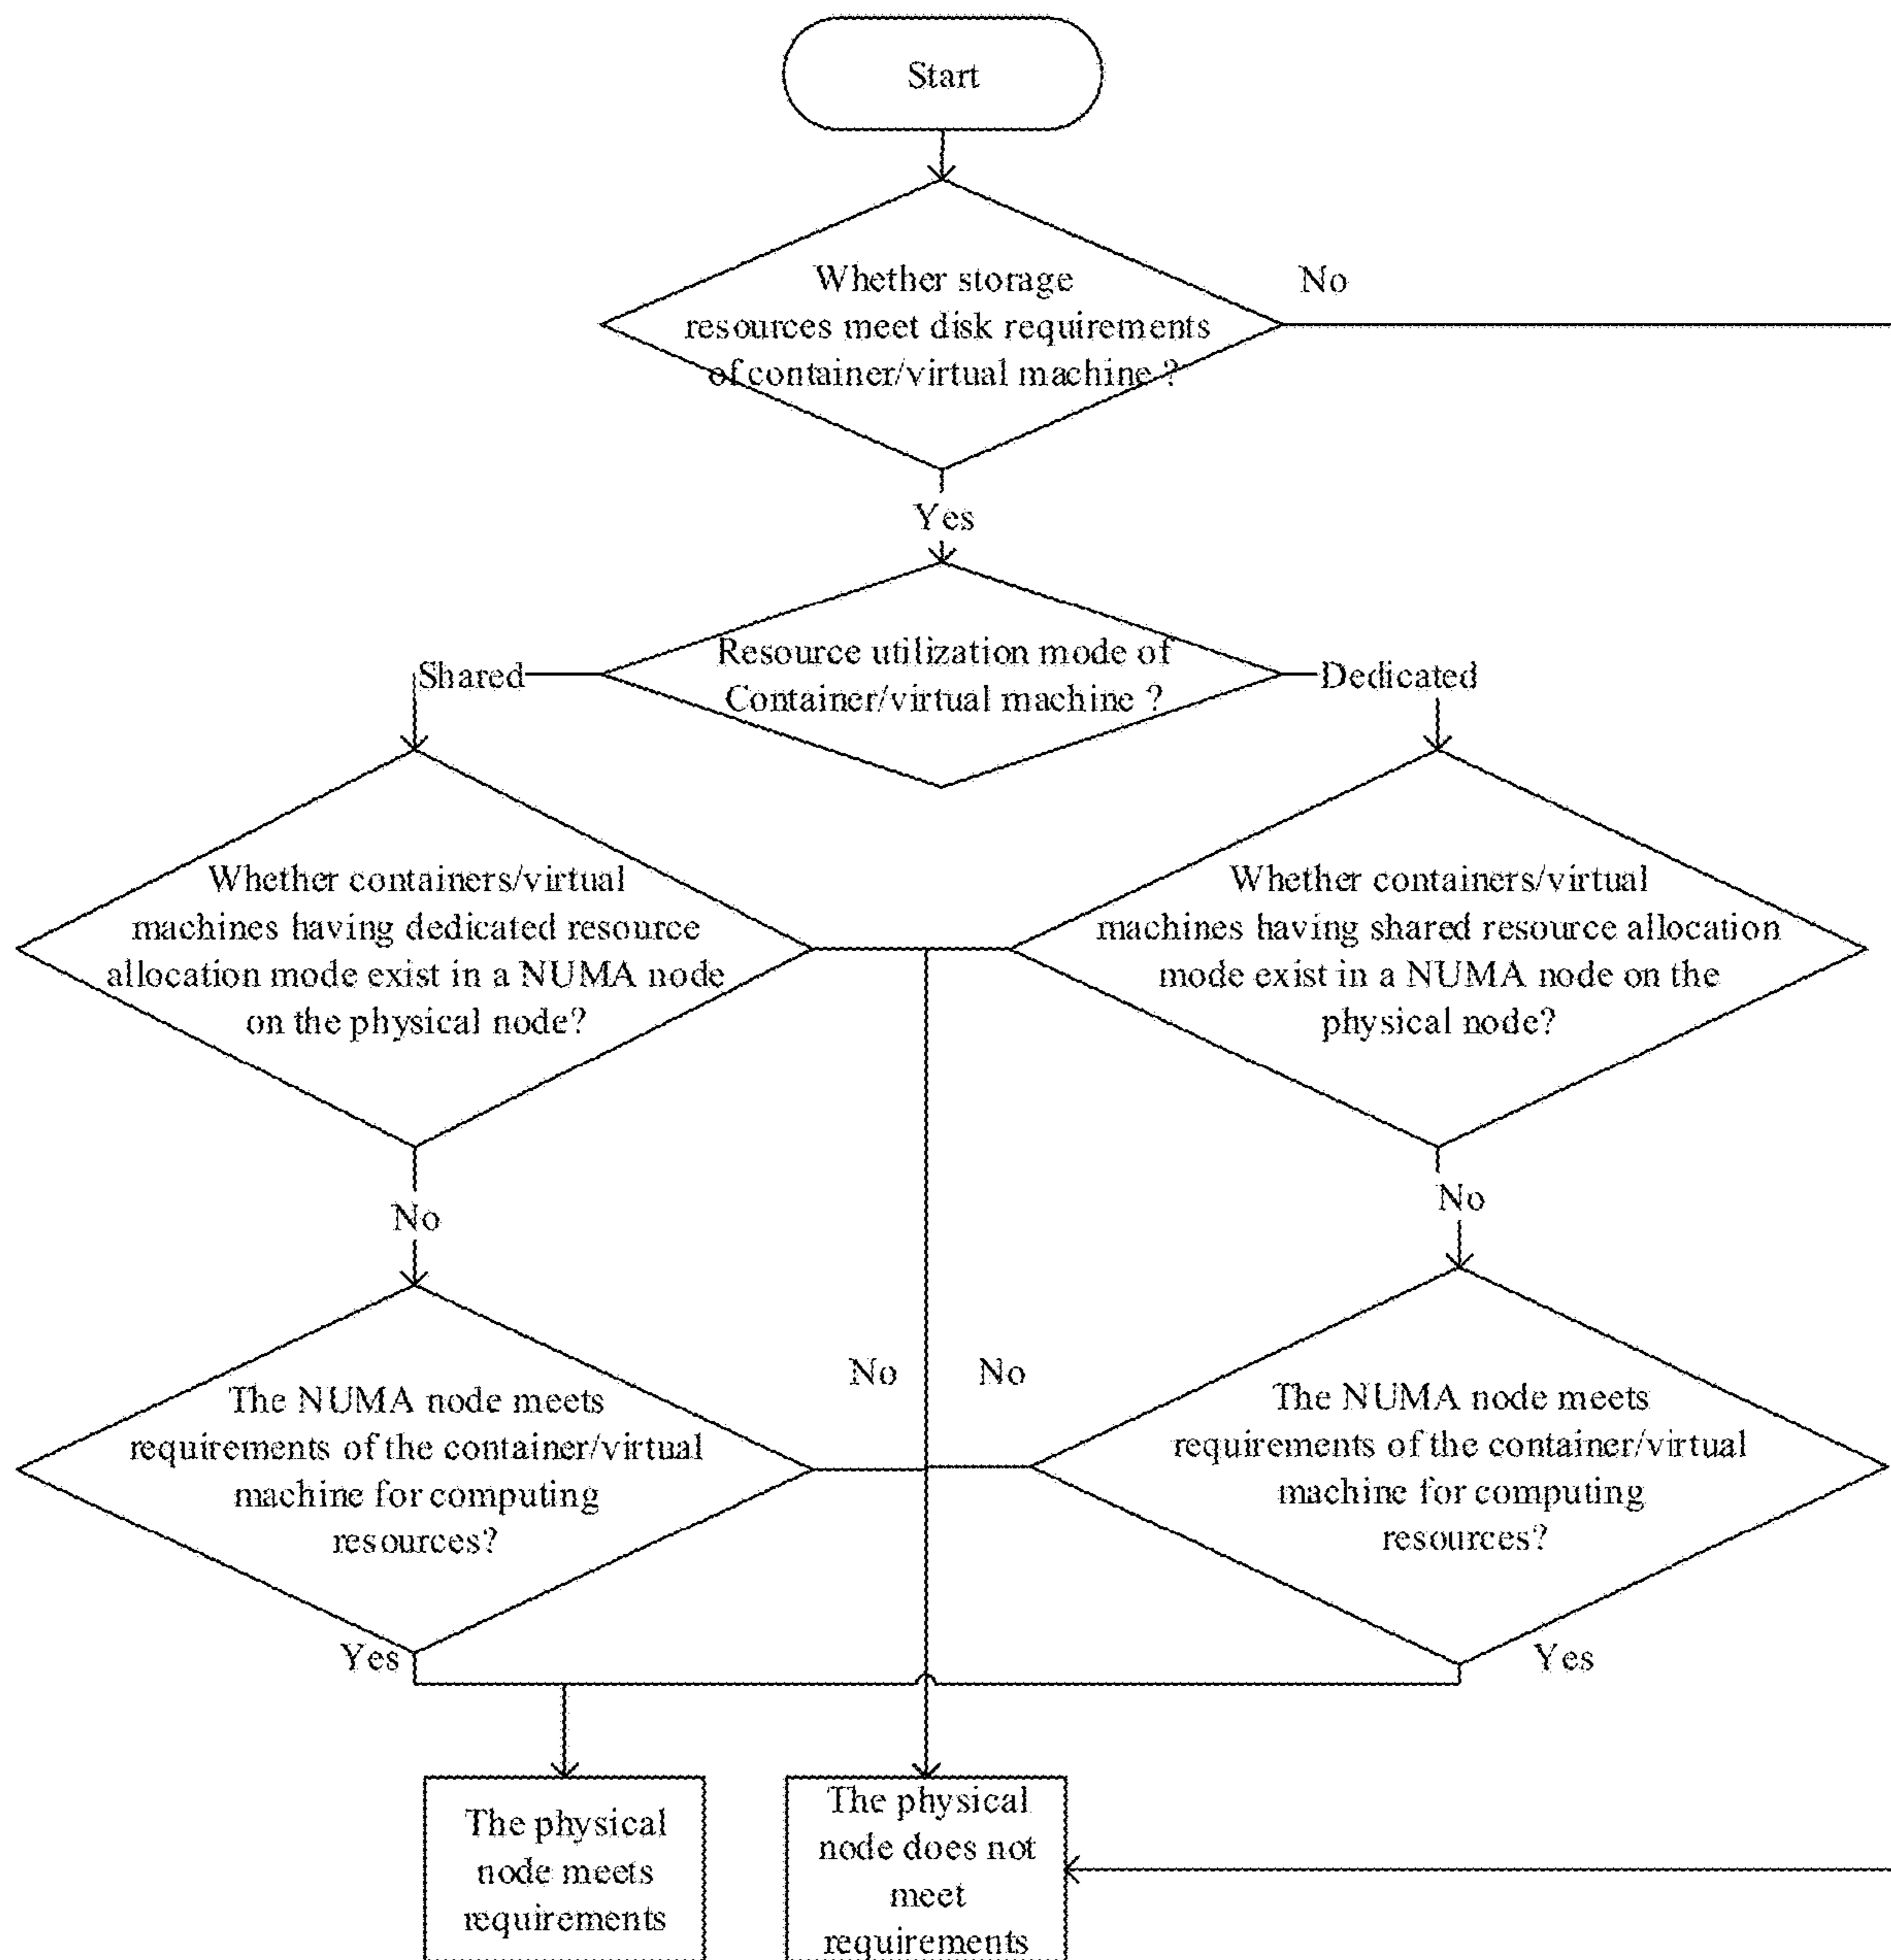 Start
Whether storage
resources meet disk requirements
of container/virtual machine ?
No
Yes
Resource utilization mode of
Container/virtual machine ?
Shared
Dedicated
Whether containers/virtual
machines having dedicated resource
allocation mode exist in a NUMA node
on the physical node?
Whether containers/virtual
machines having shared resource allocation
mode exist in a NUMA node on the
physical node?
No
No
The NUMA node meets
requirements of the container/virtual
machine for computing
resources?
No
No
The NUMA node meets
requirements of the container/virtual
machine for computing
resources?
Yes
Yes
The physical
node meets
requirements
The physical
node does not
meet
requirements